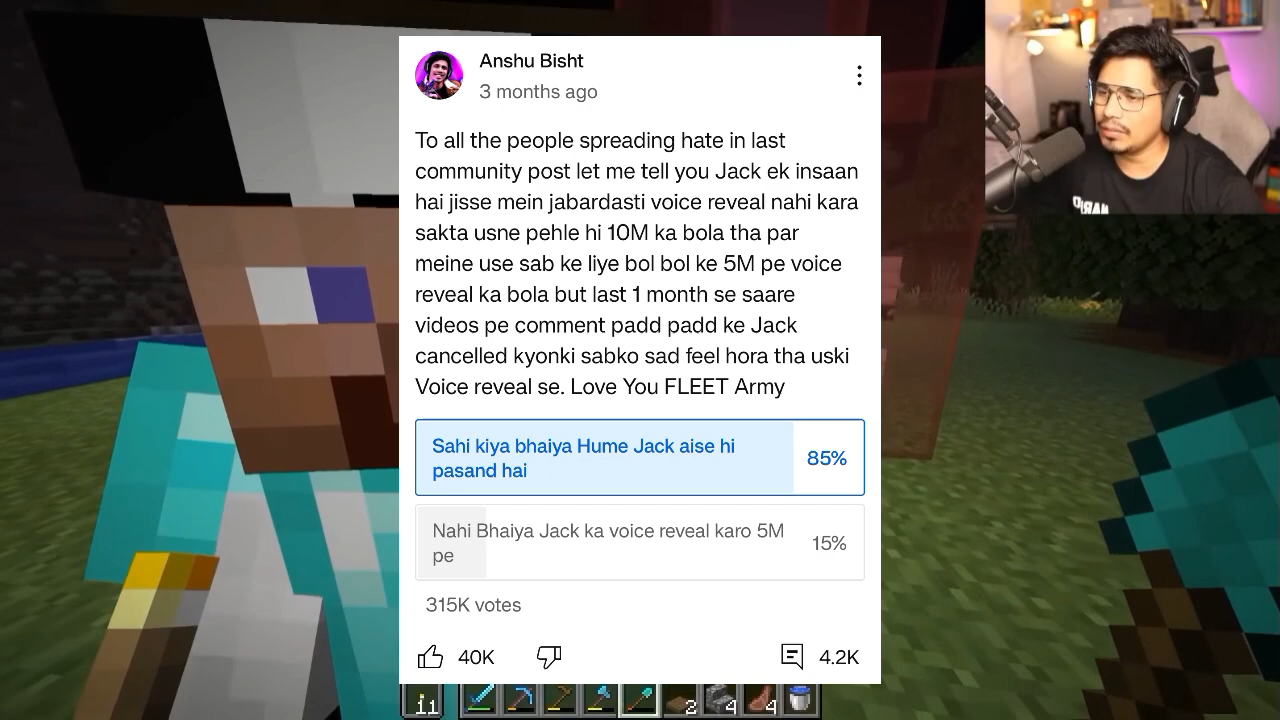 Anshu Bisht
3 months ago
To all the people spreading hate in last
community post let me tell you Jack ek insaan
hai jisse mein jabardasti voice reveal nahi kara
sakta usne pehle hi 10M ka bola tha par
meine use sab ke liye bol bol ke 5M pe voice
reveal ka bola but last 1 month se saare
videos pe comment padd padd ke Jack
cancelled kyonki sabko sad feel hora tha uski
Voice reveal se. Love You FLEET Army
Sahi kiya bhaiya Hume Jack aise hi
pasand hai
85%
Nahi Bhaiya Jack ka voice reveal karo 5M
pe
15%
315K votes
40K
4.2K
11
2
4
4